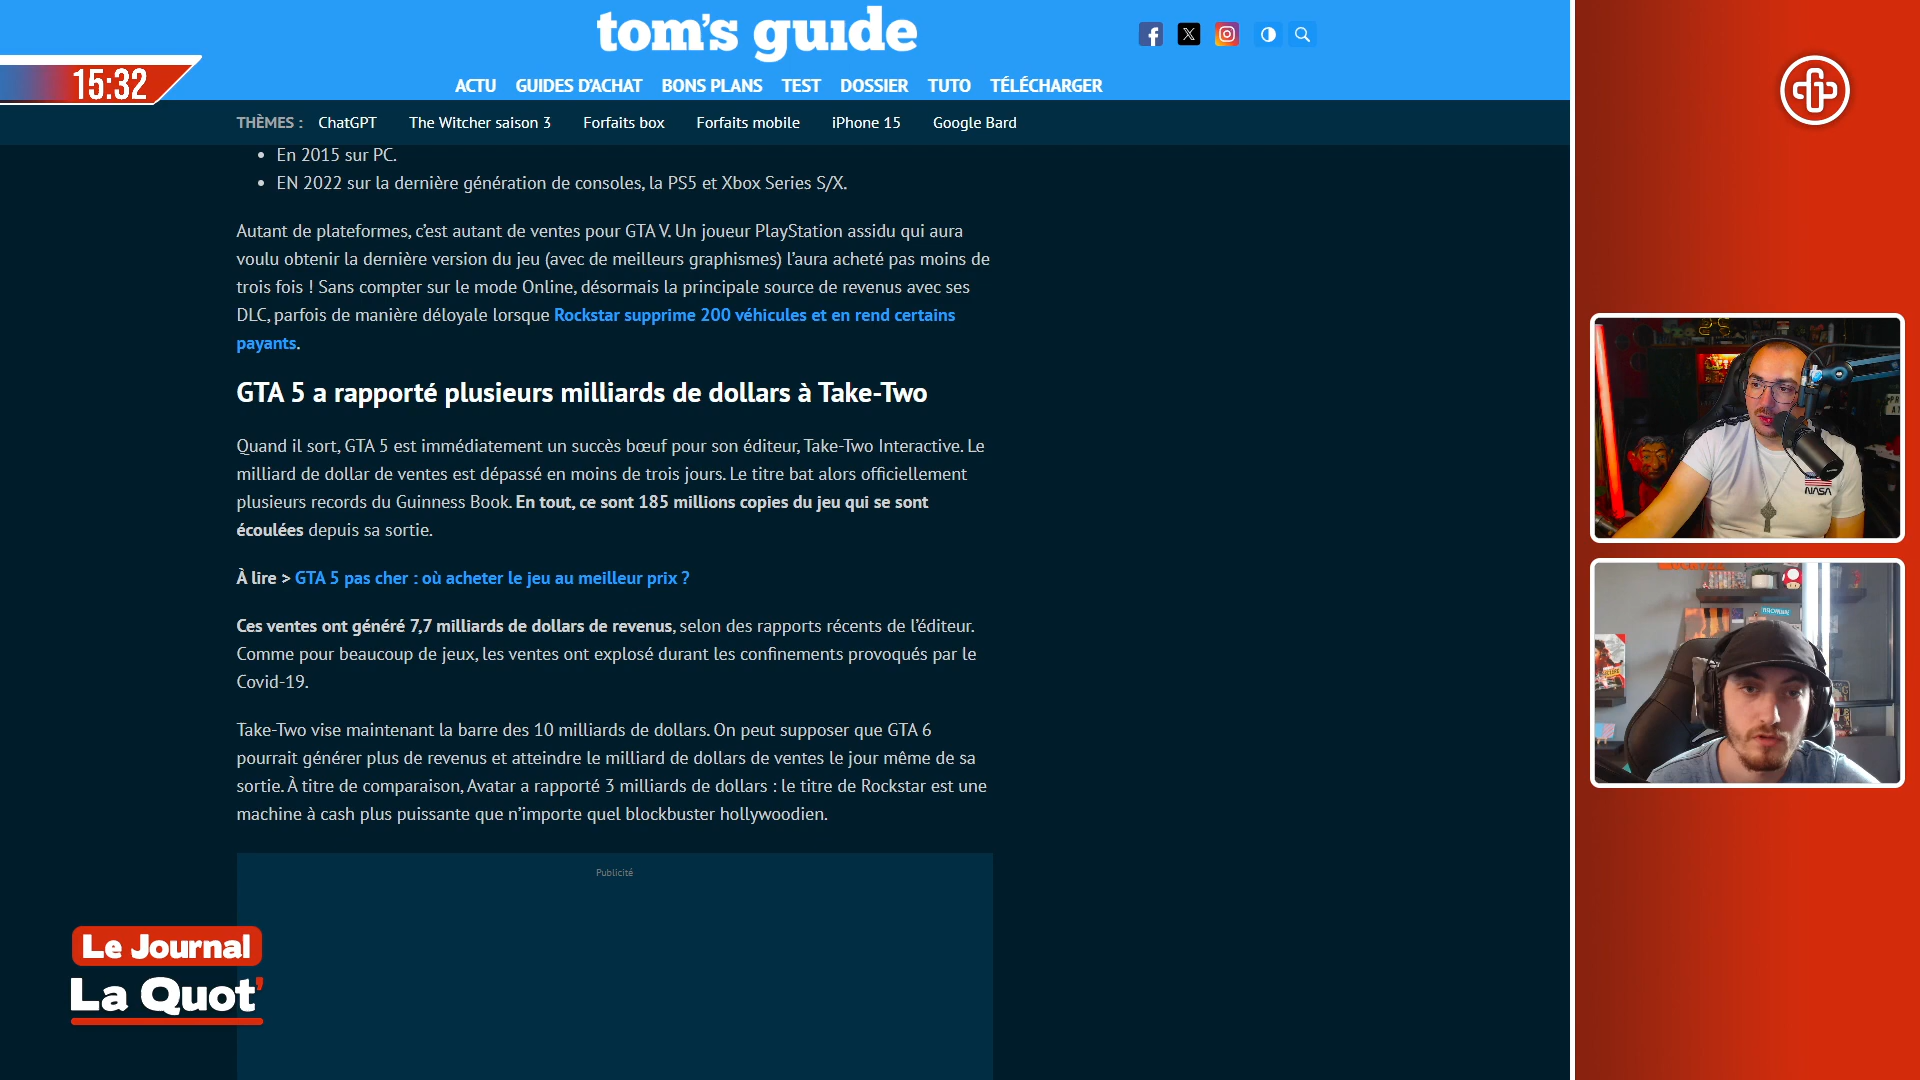 tom's guide
15:32
ACTU GUIDES D'ACHAT BONS PLANS TEST DOSSIER TUTO TÉLÉCHARGER
THÈMES : ChatGPT The Witcher saison 3 Forfaits box Forfaits mobile iPhone 15 Google Bard
• En 2015 sur PC.
• EN 2022 sur la dernière génération de consoles, la PS5 et Xbox Series S/X.
Autant de plateformes, c'est autant de ventes pour GTA V. Un joueur PlayStation assidu qui aura
voulu obtenir la dernière version du jeu (avec de meilleurs graphismes) l'aura acheté pas moins de
trois fois ! Sans compter sur le mode Online, désormais la principale source de revenus avec ses
DLC, parfois de manière déloyale lorsque Rockstar supprime 200 véhicules et en rend certains
payants.
GTA 5 a rapporté plusieurs milliards de dollars à Take-Two
Quand il sort, GTA 5 est immédiatement un succès bœuf pour son éditeur, Take-Two Interactive. Le
milliard de dollar de ventes est dépassé en moins de trois jours. Le titre bat alors officiellement
plusieurs records du Guinness Book. En tout, ce sont 185 millions copies du jeu qui se sont
écoulées depuis sa sortie.
À lire > GTA 5 pas cher : où acheter le jeu au meilleur prix ?
Ces ventes ont généré 7,7 milliards de dollars de revenus, selon des rapports récents de l'éditeur.
Comme pour beaucoup de jeux, les ventes ont explosé durant les confinements provoqués par le
Covid-19.
Take-Two vise maintenant la barre des 10 milliards de dollars. On peut supposer que GTA 6
pourrait générer plus de revenus et atteindre le milliard de dollars de ventes le jour même de sa
sortie. À titre de comparaison, Avatar a rapporté 3 milliards de dollars : le titre de Rockstar est une
machine à cash plus puissante que n'importe quel blockbuster hollywoodien.
Publicité
Le Journal
La Quot'
NASA